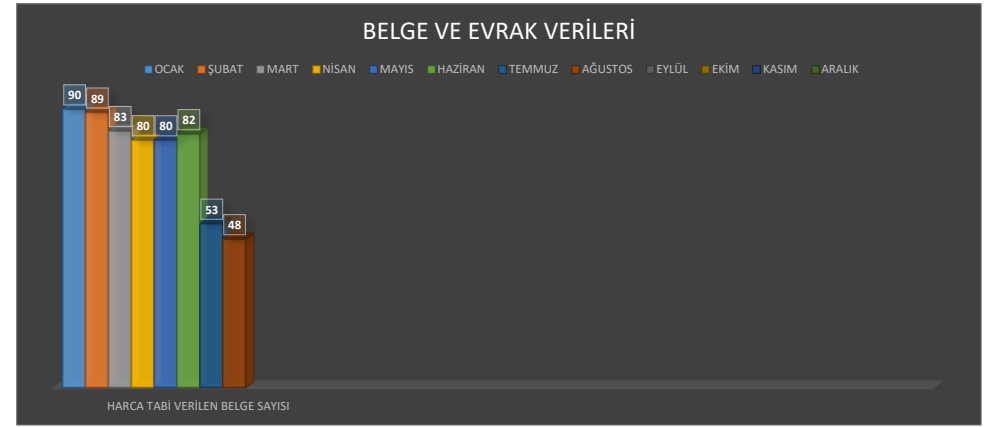 BELGE VE EVRAK VERİLERİ
OCAK ŞUBAT MART NİSAN MAYIS HAZİRAN TEMMUZ AĞUSTOS EYLÜL EKİM KASIM ARALIK
90 89 83 80 80 82 53 48
HARCA TABİ VERİLEN BELGE SAYISI